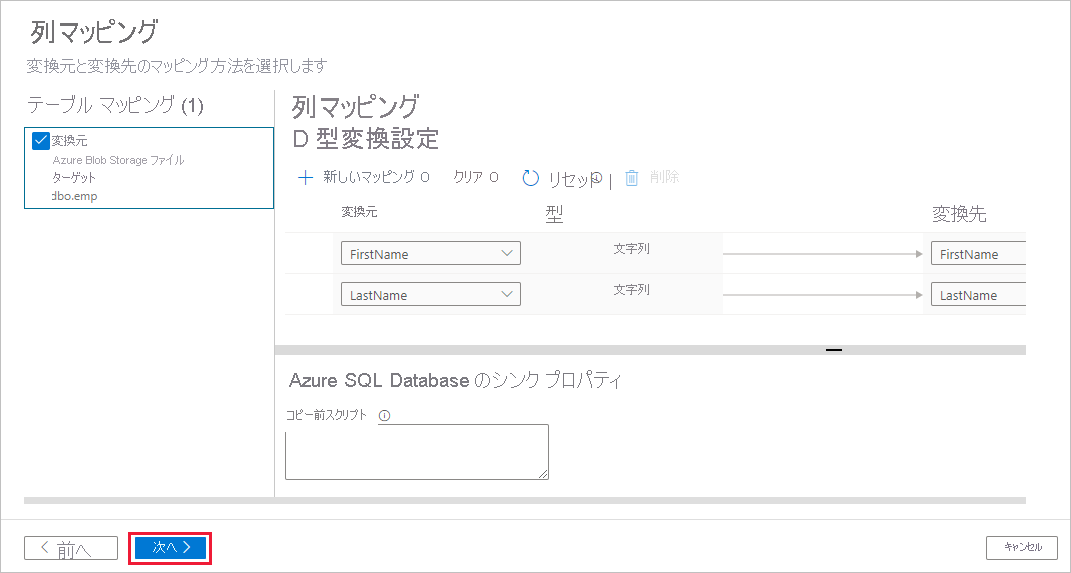 列マッピング
変換元と変換先のマッピング方法を選択します
テーブル マッピング (1)
変換元
Azure Blob Storage ファイル
ターゲット
dbo.emp
列マッピング
D 型変換設定
新しいマッピング O クリア O リセット | 削除
変換元 型 変換先
FirstName 文字列 FirstName
LastName 文字列 LastName
Azure SQL Database のシンク プロパティ
コピー前スクリプト
前へ 次へ キャンセル